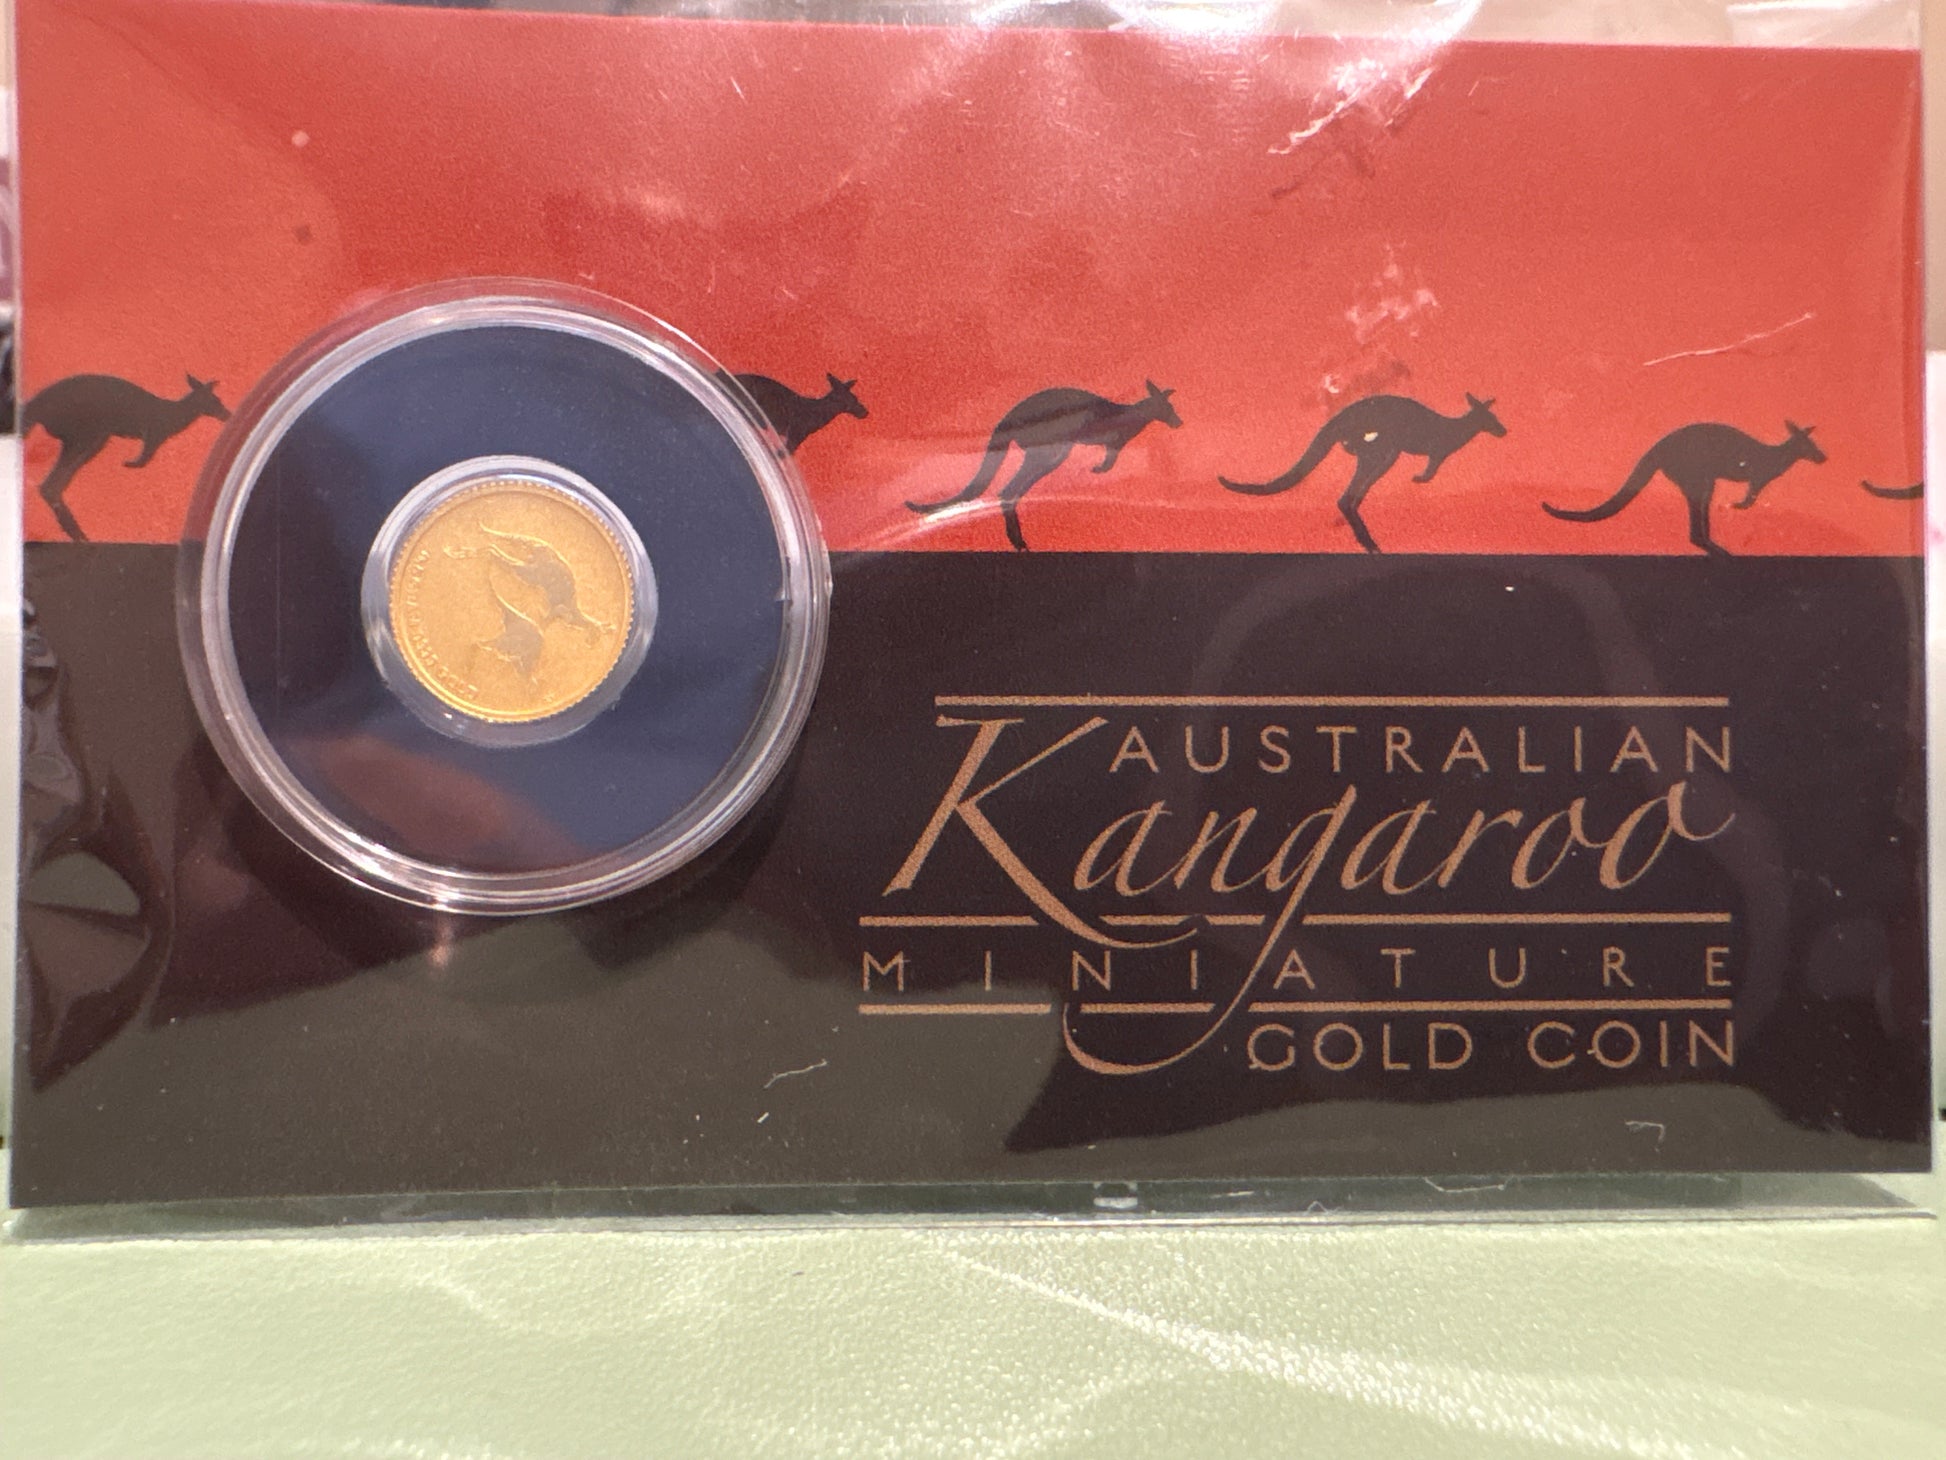 AUSTRALIAN
Kangaroo
MINIATURE
GOLD COIN